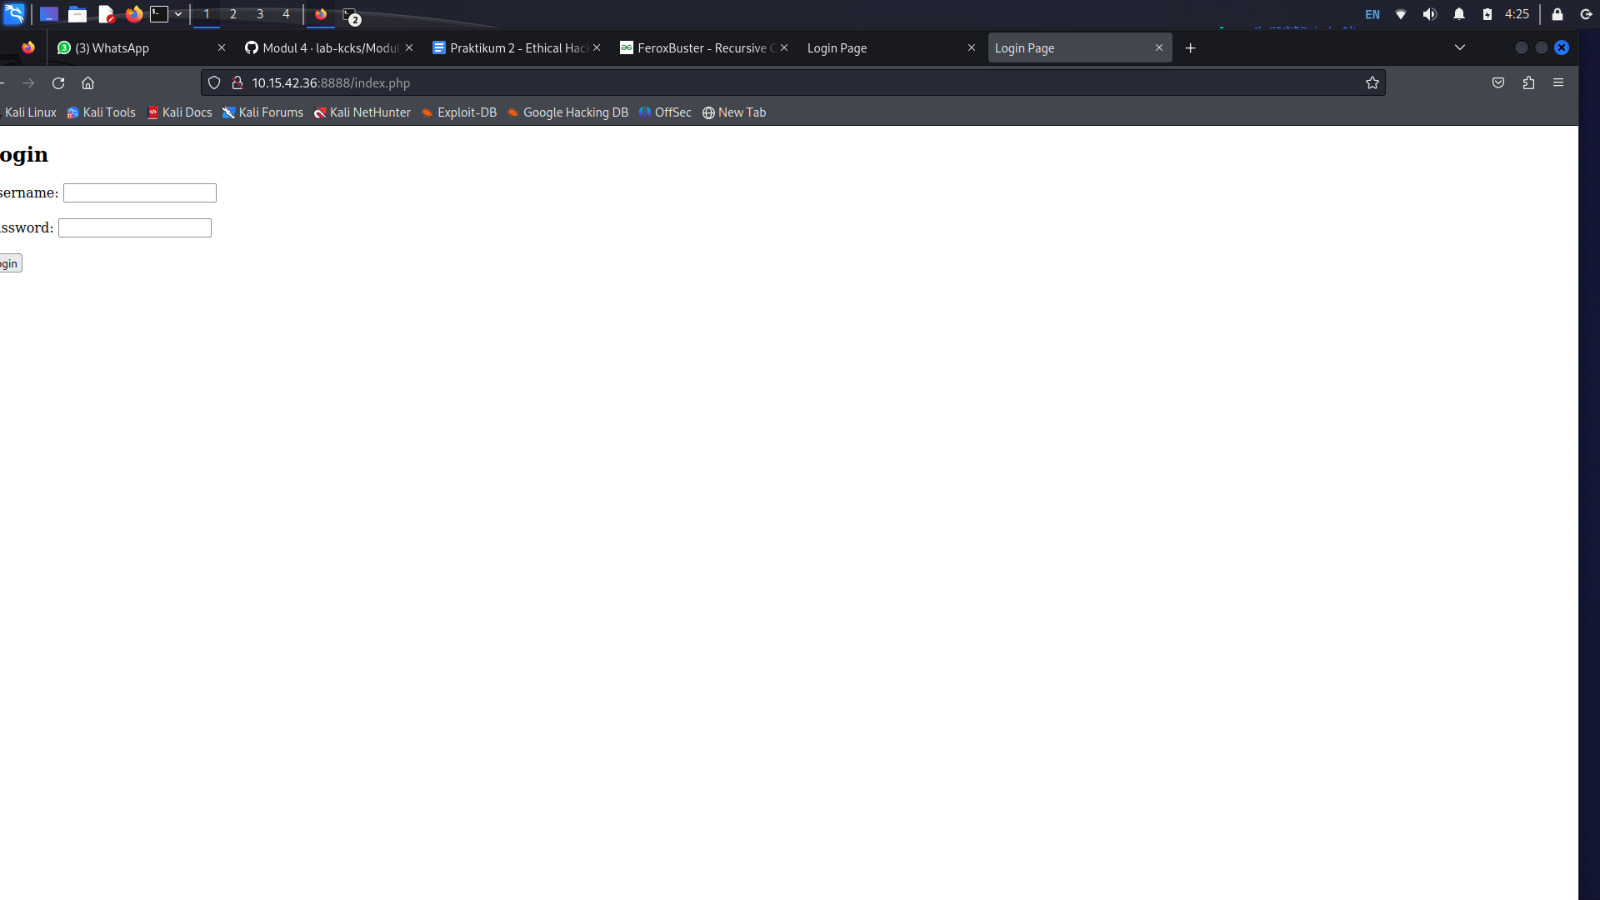 1 2 3 4 2 EN 4:25
(3) WhatsApp Modul 4 · lab-kcks/Modul Praktikum 2 - Ethical Hac FeroxBuster - Recursive C Login Page Login Page
10.15.42.36:8888/index.php
Kali Linux Kali Tools Kali Docs Kali Forums Kali NetHunter Exploit-DB Google Hacking DB OffSec New Tab
ogin
sername:
ssword:
ogin